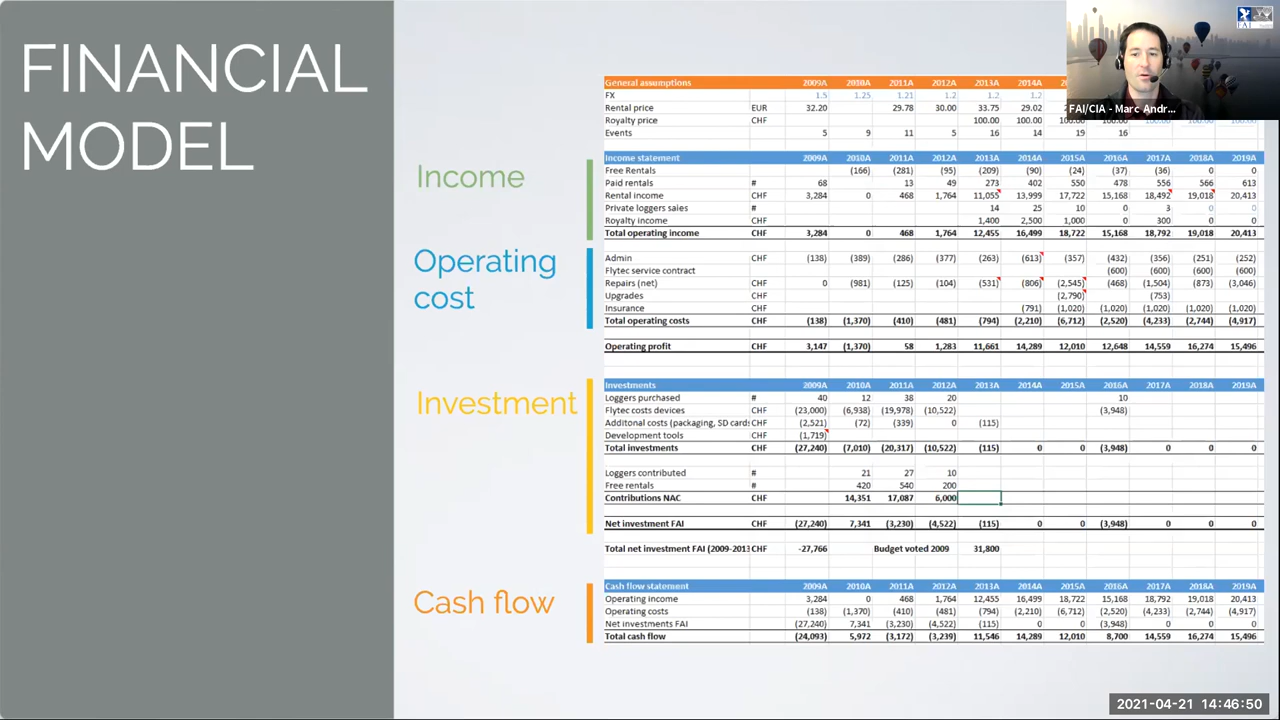 FINANCIAL
MODEL
FAI
FAI/CIA - Marc Andr...
General assumptions 2009A 2010A 2011A 2012A 2013A 2014A
FX 1.5 1.25 1.21 1.2 1.2 1.2
Rental price EUR 32.20 29.78 30.00 33.75 29.02
Royalty price CHF 100.00 100.00 100.00 100.00 100.00 100.00 100.00
Events 5 9 11 5 16 14 19 16
Income
Income statement 2009A 2010A 2011A 2012A 2013A 2014A 2015A 2016A 2017A 2018A 2019A
Free Rentals (166) (281) (95) (209) (90) (24) (37) (36) 0 0
Paid rentals # 68 13 49 273 402 550 478 556 566 613
Rental income CHF 3,284 0 468 1,764 11,055 13,999 17,722 15,168 18,492 19,018 20,413
Private loggers sales # 14 25 10 0 3 0 0
Royalty income CHF 1,400 2,500 1,000 0 300 0 0
Total operating income CHF 3,284 0 468 1,764 12,455 16,499 18,722 15,168 18,792 19,018 20,413
Operating
cost
Admin CHF (138) (389) (286) (377) (263) (613) (357) (432) (356) (251) (252)
Flytec service contract (600) (600) (600) (600)
Repairs (net) CHF 0 (981) (125) (104) (531) (806) (2,545) (468) (1,504) (873) (3,046)
Upgrades CHF (2,790) (753)
Insurance CHF (791) (1,020) (1,020) (1,020) (1,020) (1,020)
Total operating costs CHF (138) (1,370) (410) (481) (794) (2,210) (6,712) (2,520) (4,233) (2,744) (4,917)
Operating profit CHF 3,147 (1,370) 58 1,283 11,661 14,289 12,010 12,648 14,559 16,274 15,496
Investment
Investments 2009A 2010A 2011A 2012A 2013A 2014A 2015A 2016A 2017A 2018A 2019A
Loggers purchased # 40 12 38 20 10
Flytec costs devices CHF (23,000) (6,938) (19,978) (10,522) (3,948)
Additonal costs (packaging, SD cards CHF (2,521) (72) (339) 0 (115)
Development tools CHF (1,719)
Total investments CHF (27,240) (7,010) (20,317) (10,522) (115) 0 0 (3,948) 0 0 0
Loggers contributed # 21 27 10
Free rentals # 420 540 200
Contributions NAC CHF 14,351 17,087 6,000
Net investment FAI CHF (27,240) 7,341 (3,230) (4,522) (115) 0 0 (3,948) 0 0 0
Total net investment FAI (2009-2013 CHF -27,766 Budget voted 2009 31,800
Cash flow
Cash flow statement 2009A 2010A 2011A 2012A 2013A 2014A 2015A 2016A 2017A 2018A 2019A
Operating income 3,284 0 468 1,764 12,455 16,499 18,722 15,168 18,792 19,018 20,413
Operating costs (138) (1,370) (410) (481) (794) (2,210) (6,712) (2,520) (4,233) (2,744) (4,917)
Net investments FAI (27,240) 7,341 (3,230) (4,522) (115) 0 0 (3,948) 0 0 0
Total cash flow (24,093) 5,972 (3,172) (3,239) 11,546 14,289 12,010 8,700 14,559 16,274 15,496
2021-04-21 14:46:50